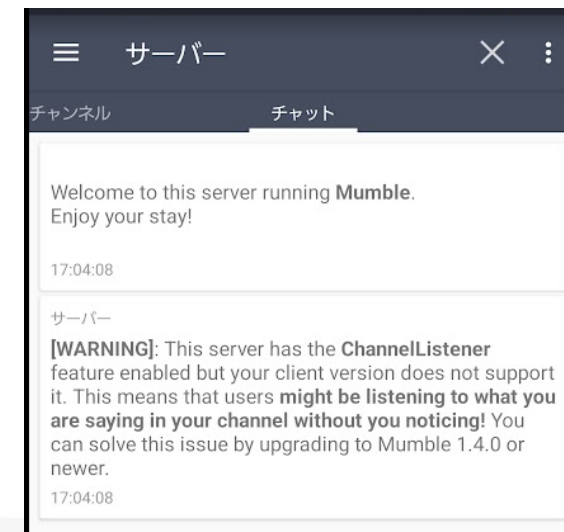 サーバー
チャンネル
チャット
Welcome to this server running Mumble.
Enjoy your stay!
17:04:08
サーバー
[WARNING]: This server has the ChannelListener
feature enabled but your client version does not support
it. This means that users might be listening to what you
are saying in your channel without you noticing! You
can solve this issue by upgrading to Mumble 1.4.0 or
newer.
17:04:08